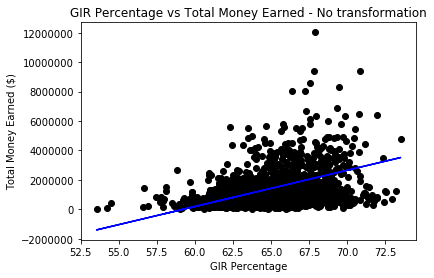 GIR Percentage vs Total Money Earned - No transformation
12000000
10000000
8000000
6000000
4000000
2000000
0
−2000000
Total Money Earned ($)
52.5 55.0 57.5 60.0 62.5 65.0 67.5 70.0 72.5
GIR Percentage